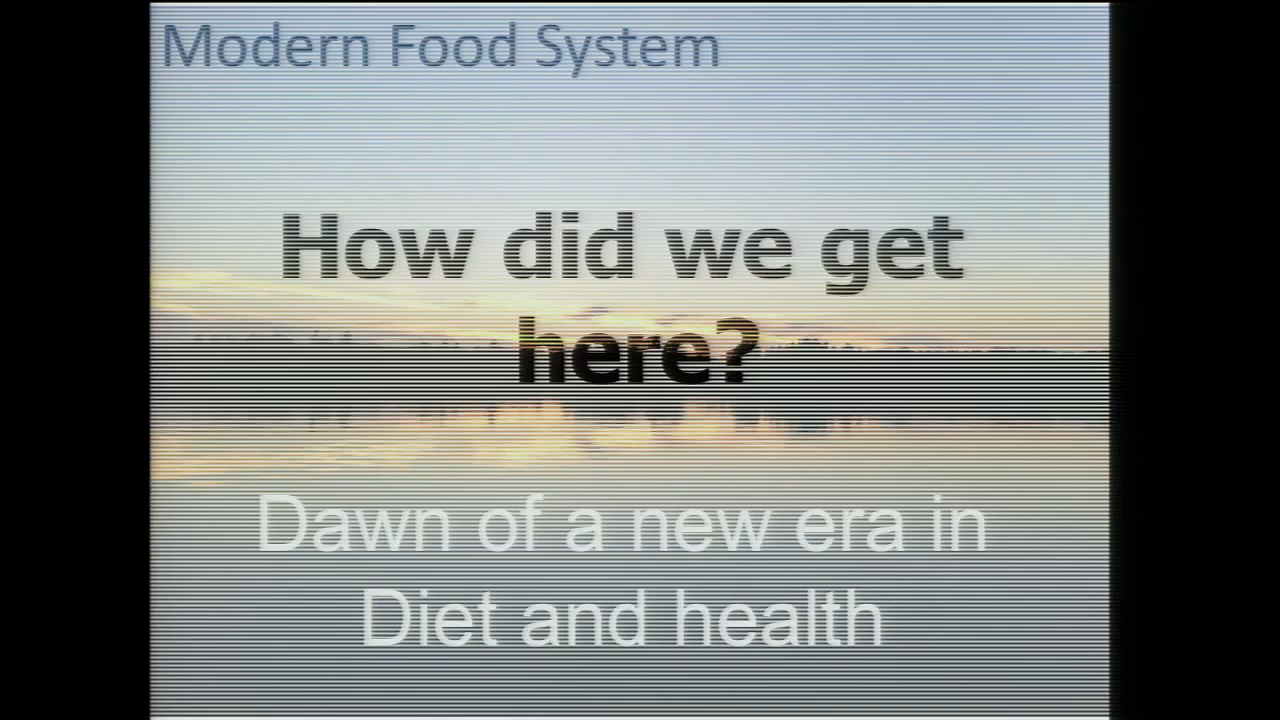 Modern Food System
How did we get
here?
Dawn of a new era in
Diet and health